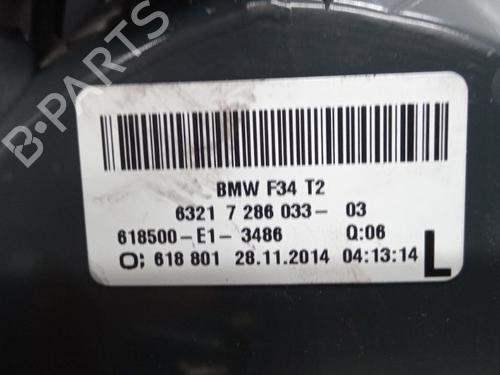 B-PARTS
BMW F34 T2
6321 7 286 033- 03
618500-E1- 3486 Q:06
O; 618 801 28.11.2014 04:13:14 L